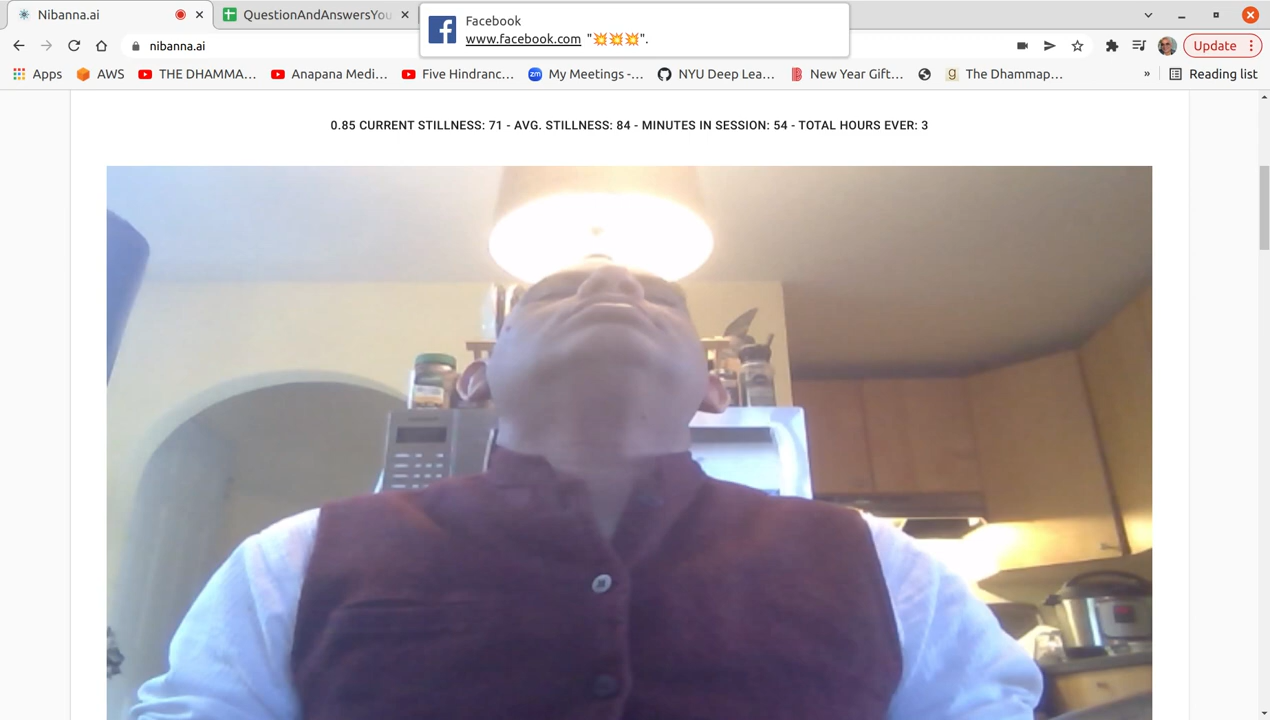 Nibanna.ai
QuestionAndAnswersYou
Facebook
www.facebook.com "💥💥💥".
nibanna.ai
Update
Apps
AWS
THE DHAMMA…
Anapana Medi…
Five Hindranc…
zm My Meetings -…
NYU Deep Lea…
New Year Gift…
g The Dhammap…
»
Reading list
0.85 CURRENT STILLNESS: 71 - AVG. STILLNESS: 84 - MINUTES IN SESSION: 54 - TOTAL HOURS EVER: 3